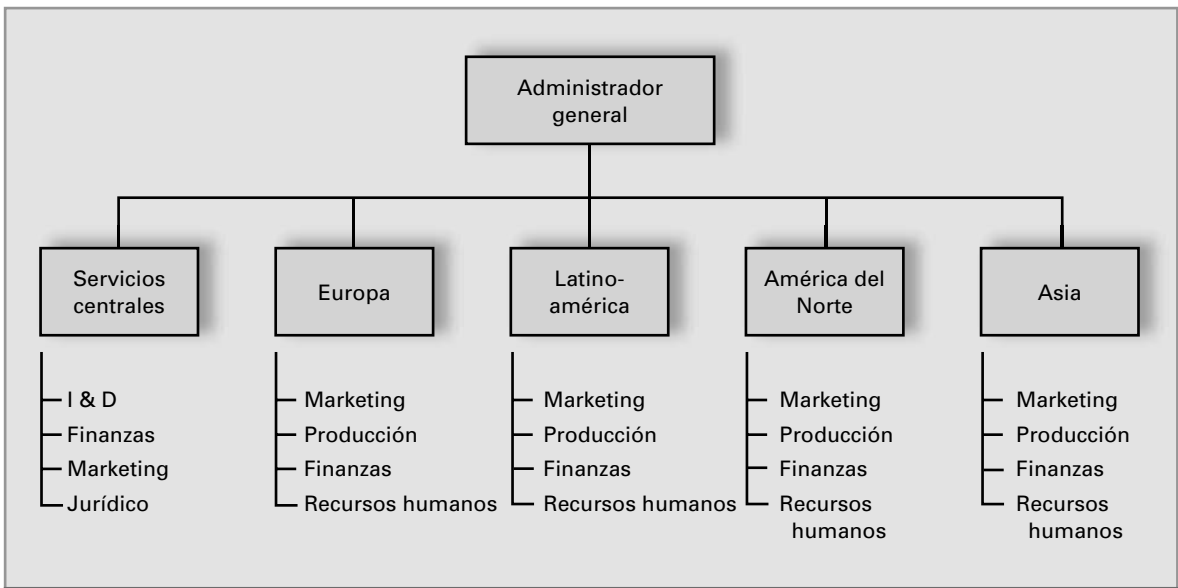 Administrador
general
Servicios
centrales
Europa
Latino-
américa
América del
Norte
Asia
I & D
Finanzas
Marketing
Jurídico
Marketing
Producción
Finanzas
Recursos humanos
Marketing
Producción
Finanzas
Recursos humanos
Marketing
Producción
Finanzas
Recursos
humanos
Marketing
Producción
Finanzas
Recursos
humanos